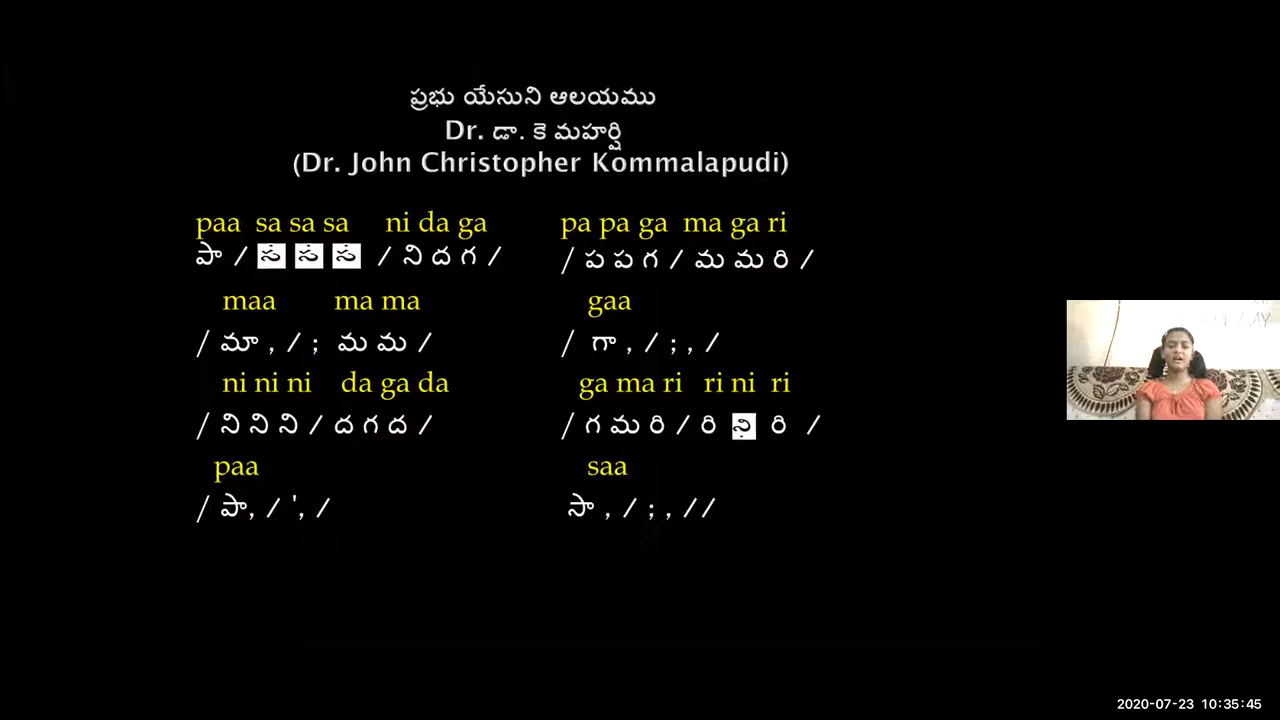 ప్రభు యేసుని ఆలయము
Dr. డా. కె మహర్షి
(Dr. John Christopher Kommalapudi)
paa sa sa sa ni da ga pa pa ga ma ga ri
పా / సం సం సం / ని ద గ / / ప ప గ / మ మ రి /
maa ma ma gaa
/ మా , / ; మ మ / / గా , / ; , /
ni ni ni da ga da ga ma ri ri ni ri
/ ని ని ని / ద గ ద / / గ మ రి / రి ని రి /
paa saa
/ పా, / ', / సా , / ; , //
2020-07-23 10:35:45